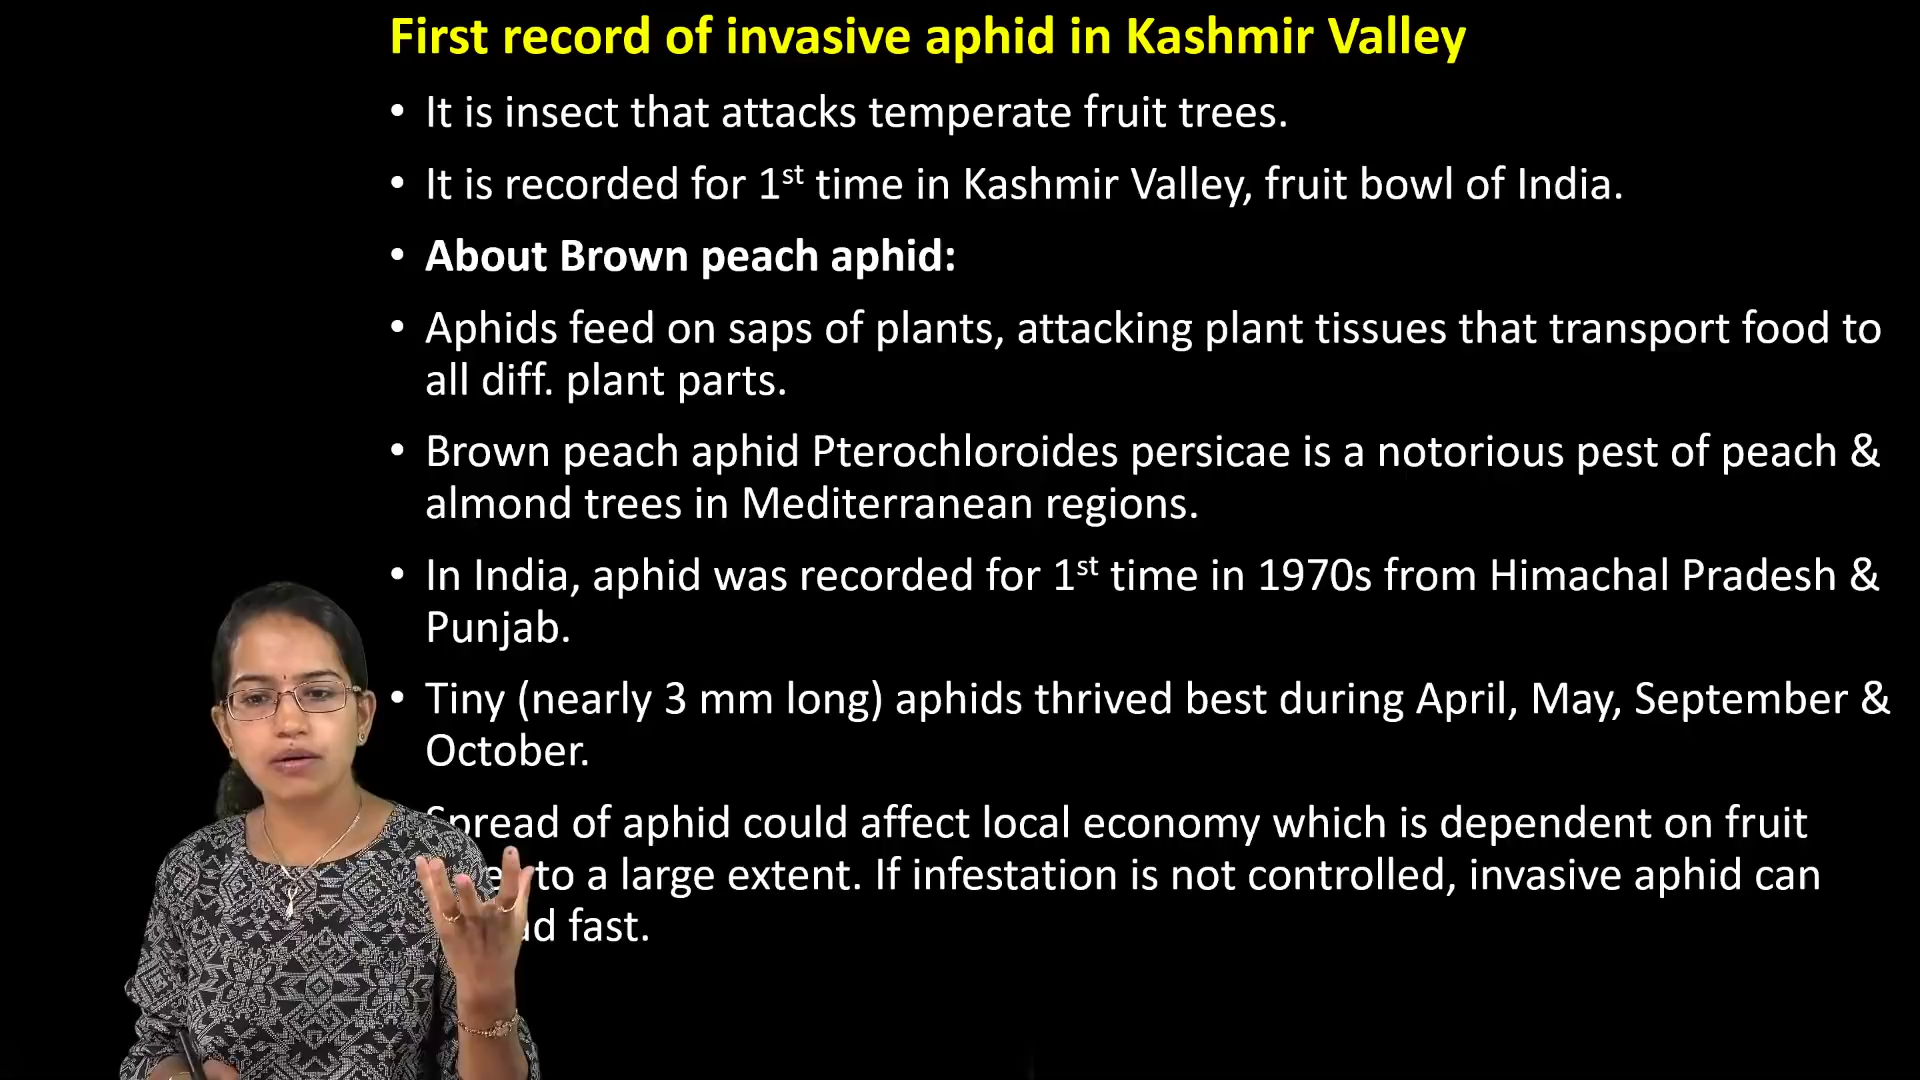 First record of invasive aphid in Kashmir Valley
• It is insect that attacks temperate fruit trees.
• It is recorded for 1st time in Kashmir Valley, fruit bowl of India.
• About Brown peach aphid:
• Aphids feed on saps of plants, attacking plant tissues that transport food to
all diff. plant parts.
• Brown peach aphid Pterochloroides persicae is a notorious pest of peach &
almond trees in Mediterranean regions.
• In India, aphid was recorded for 1st time in 1970s from Himachal Pradesh &
Punjab.
• Tiny (nearly 3 mm long) aphids thrived best during April, May, September &
October.
Spread of aphid could affect local economy which is dependent on fruit
to a large extent. If infestation is not controlled, invasive aphid can
fast.